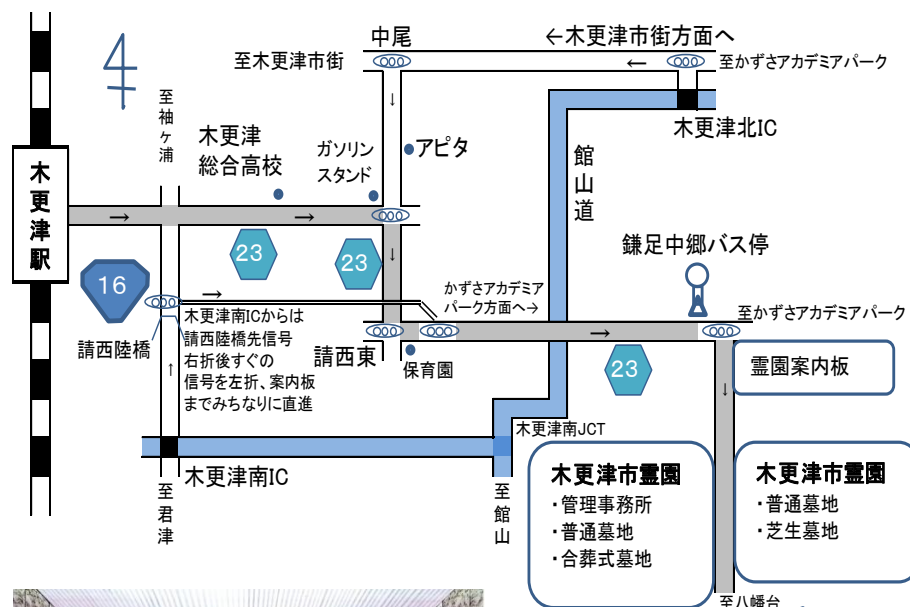 中尾
←木更津市街方面へ
至木更津市街
←
至かずさアカデミアパーク
4
至袖ヶ浦
木更津
総合高校
ガソリン
スタンド
↓
アピタ
木更津北IC
館山道
木更津駅
→
→
23
23
↓
鎌足中郷バス停
16
→
かずさアカデミア
パーク方面へ→
至かずさアカデミアパーク
請西陸橋
木更津南ICからは
請西陸橋先信号
右折後すぐの
信号を左折、案内板
までみちなりに直進
↑
請西東
保育園
→
23
霊園案内板
↓
木更津南JCT
木更津南IC
至君津
至館山
木更津市霊園
・管理事務所
・普通墓地
・合葬式墓地
木更津市霊園
・普通墓地
・芝生墓地
至八幡台